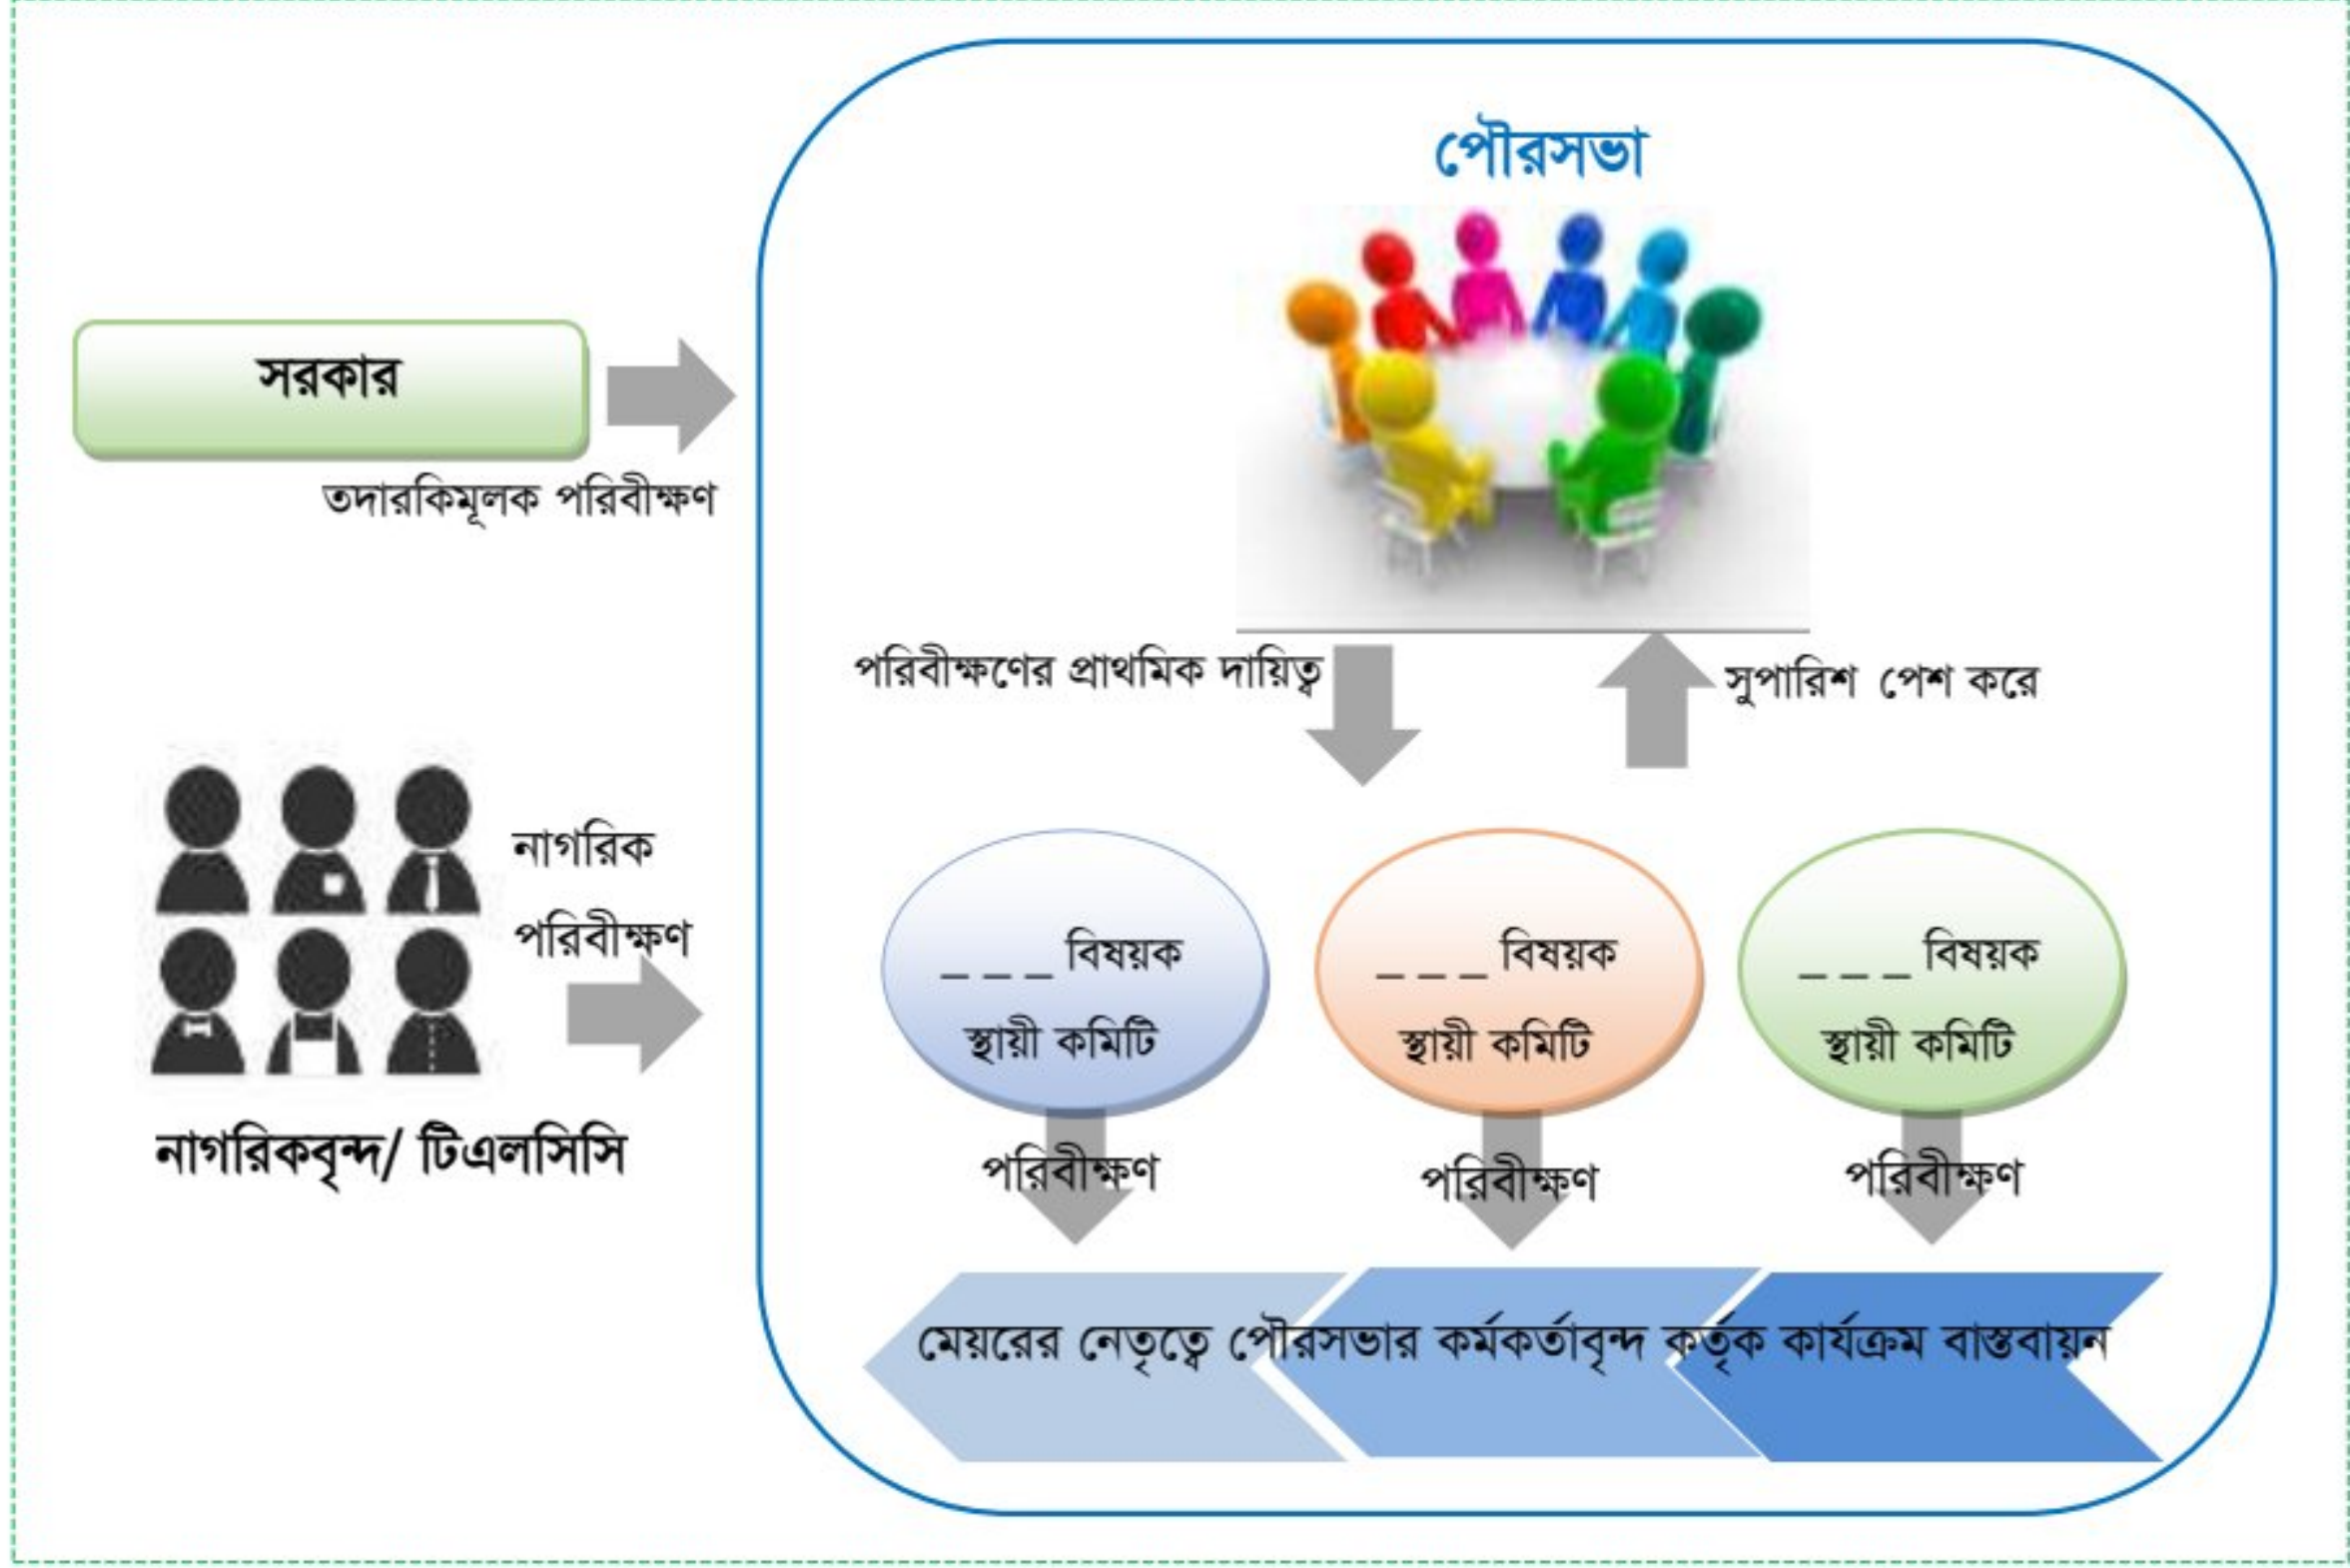 পৌরসভা
সরকার
তদারকিমূলক পরিবীক্ষণ
পরিবীক্ষণের প্রাথমিক দায়িত্ব
সুপারিশ পেশ করে
নাগরিক
পরিবীক্ষণ
নাগরিকবৃন্দ/ টিএলসিসি
_ _ _ বিষয়ক
স্থায়ী কমিটি
_ _ _ বিষয়ক
স্থায়ী কমিটি
_ _ _ বিষয়ক
স্থায়ী কমিটি
পরিবীক্ষণ
পরিবীক্ষণ
পরিবীক্ষণ
মেয়রের নেতৃত্বে পৌরসভার কর্মকর্তাবৃন্দ কর্তৃক কার্যক্রম বাস্তবায়ন